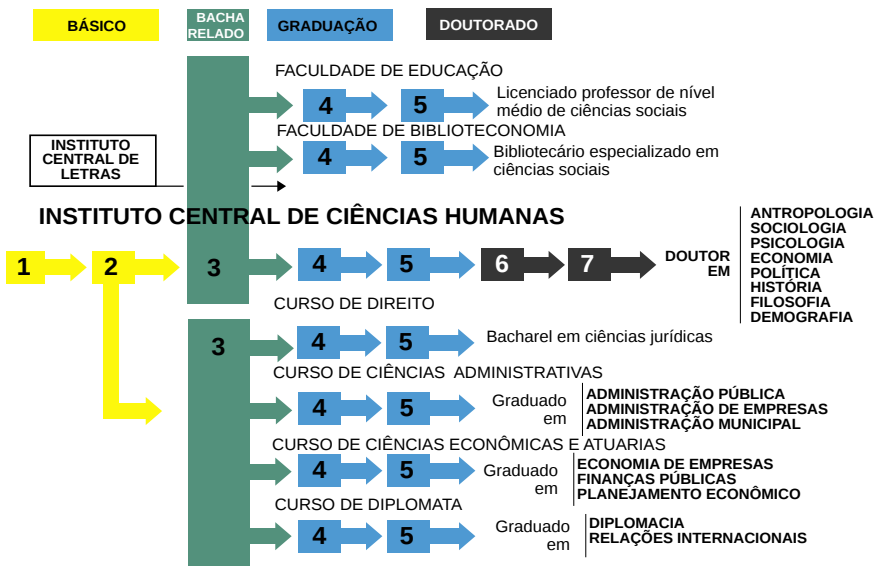 BÁSICO
BACHA
RELADO
GRADUAÇÃO
DOUTORADO
FACULDADE DE EDUCAÇÃO
4
5
Licenciado professor de nível
médio de ciências sociais
FACULDADE DE BIBLIOTECONOMIA
4
5
Bibliotecário especializado em
ciências sociais
INSTITUTO
CENTRAL DE
LETRAS
INSTITUTO CENTRAL DE CIÊNCIAS HUMANAS
1
2
3
4
5
6
7
DOUTOR
EM
ANTROPOLOGIA
SOCIOLOGIA
PSICOLOGIA
ECONOMIA
POLÍTICA
HISTÓRIA
FILOSOFIA
DEMOGRAFIA
CURSO DE DIREITO
3
4
5
Bacharel em ciências jurídicas
CURSO DE CIÊNCIAS ADMINISTRATIVAS
4
5
Graduado
em
ADMINISTRAÇÃO PÚBLICA
ADMINISTRAÇÃO DE EMPRESAS
ADMINISTRAÇÃO MUNICIPAL
CURSO DE CIÊNCIAS ECONÔMICAS E ATUARIAS
4
5
Graduado
em
ECONOMIA DE EMPRESAS
FINANÇAS PÚBLICAS
PLANEJAMENTO ECONÔMICO
CURSO DE DIPLOMATA
4
5
Graduado
em
DIPLOMACIA
RELAÇÕES INTERNACIONAIS